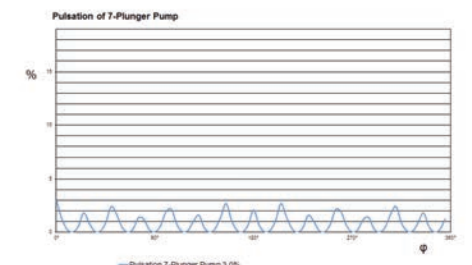 Pulsation of 7-Plunger Pump
%
15
10
5
0
0° 90° 180° 270° 360°
φ
Pulsation 7-Plunger Pump 3,0%